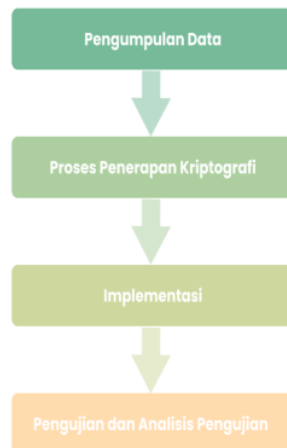 Pengumpulan Data
Proses Penerapan Kriptografi
Implementasi
Pengujian dan Analisis Pengujian